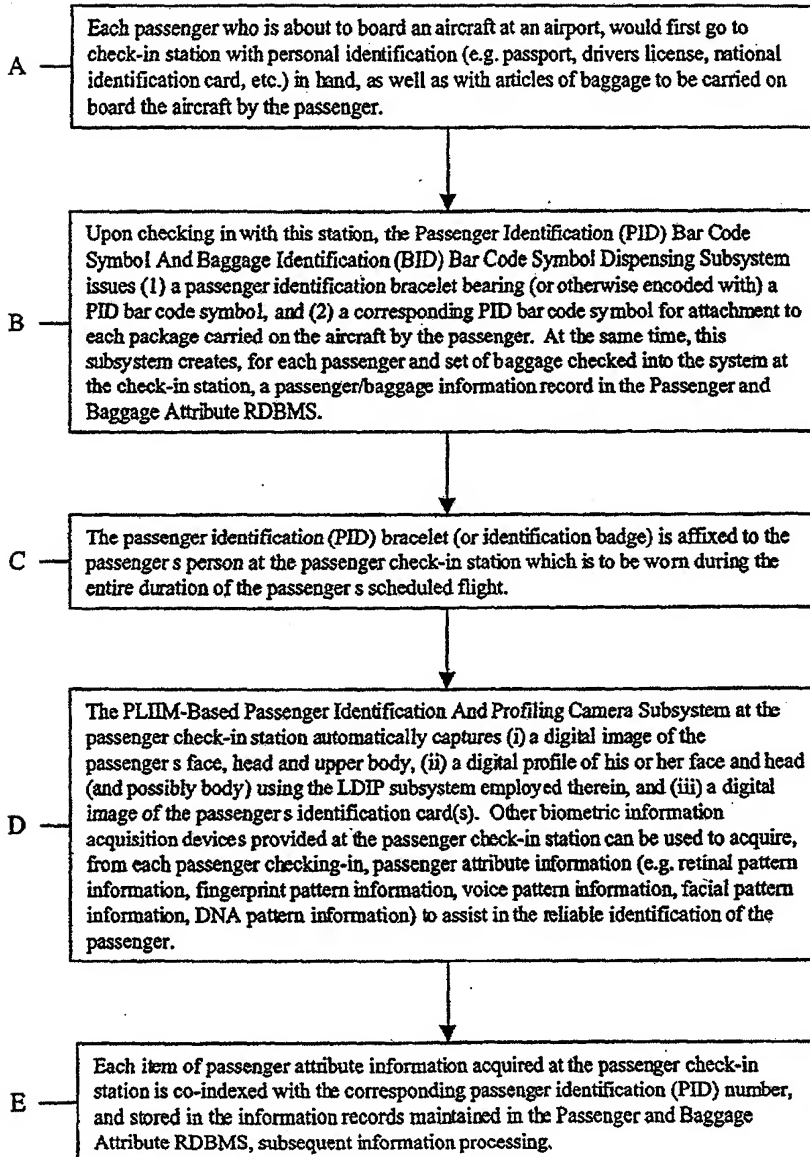 Each passenger who is about to board an aircraft at an airport, would first go to
check-in station with personal identification (e.g. passport, drivers license, national
identification card, etc.) in hand, as well as with articles of baggage to be carried on
board the aircraft by the passenger.
A
Upon checking in with this station, the Passenger Identification (PID) Bar Code
Symbol And Baggage Identification (BID) Bar Code Symbol Dispensing Subsystem
issues (1) a passenger identification bracelet bearing (or otherwise encoded with) a
PID bar code symbol, and (2) a corresponding PID bar code symbol for attachment to
each package carried on the aircraft by the passenger. At the same time, this
subsystem creates, for each passenger and set of baggage checked into the system at
the check-in station, a passenger/baggage information record in the Passenger and
Baggage Attribute RDBMS.
B
The passenger identification (PID) bracelet (or identification badge) is affixed to the
passenger s person at the passenger check-in station which is to be worn during the
entire duration of the passenger s scheduled flight.
C
The PLIIM-Based Passenger Identification And Profiling Camera Subsystem at the
passenger check-in station automatically captures (i) a digital image of the
passenger s face, head and upper body, (ii) a digital profile of his or her face and head
(and possibly body) using the LDIP subsystem employed therein, and (iii) a digital
image of the passenger s identification card(s). Other biometric information
acquisition devices provided at the passenger check-in station can be used to acquire,
from each passenger checking-in, passenger attribute information (e.g. retinal pattern
information, fingerprint pattern information, voice pattern information, facial pattern
information, DNA pattern information) to assist in the reliable identification of the
passenger.
D
Each item of passenger attribute information acquired at the passenger check-in
station is co-indexed with the corresponding passenger identification (PID) number,
and stored in the information records maintained in the Passenger and Baggage
Attribute RDBMS, subsequent information processing.
E